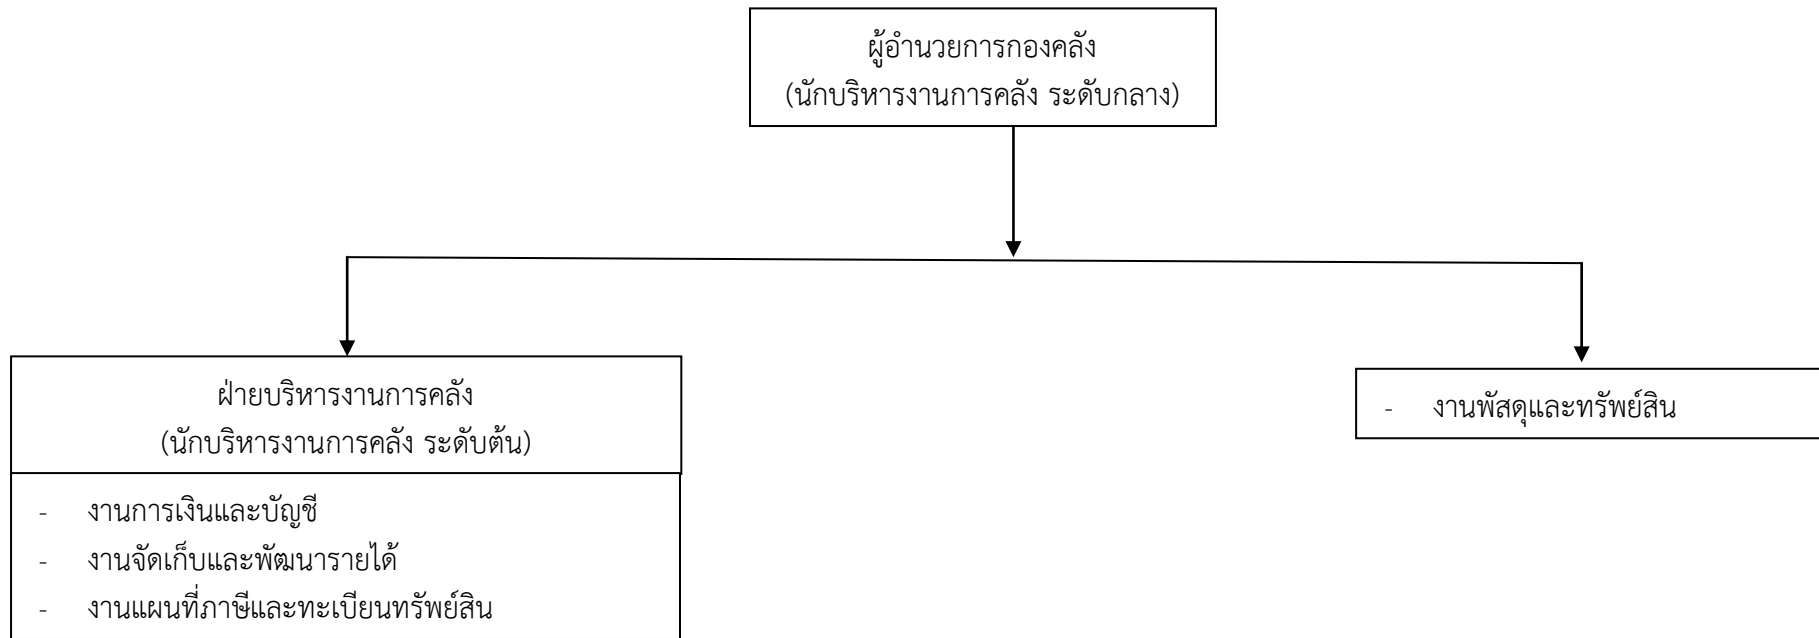 ผู้อำนวยการกองคลัง
(นักบริหารงานการคลัง ระดับกลาง)
ฝ่ายบริหารงานการคลัง
(นักบริหารงานการคลัง ระดับต้น)
- งานการเงินและบัญชี
- งานจัดเก็บและพัฒนารายได้
- งานแผนที่ภาษีและทะเบียนทรัพย์สิน
- งานพัสดุและทรัพย์สิน